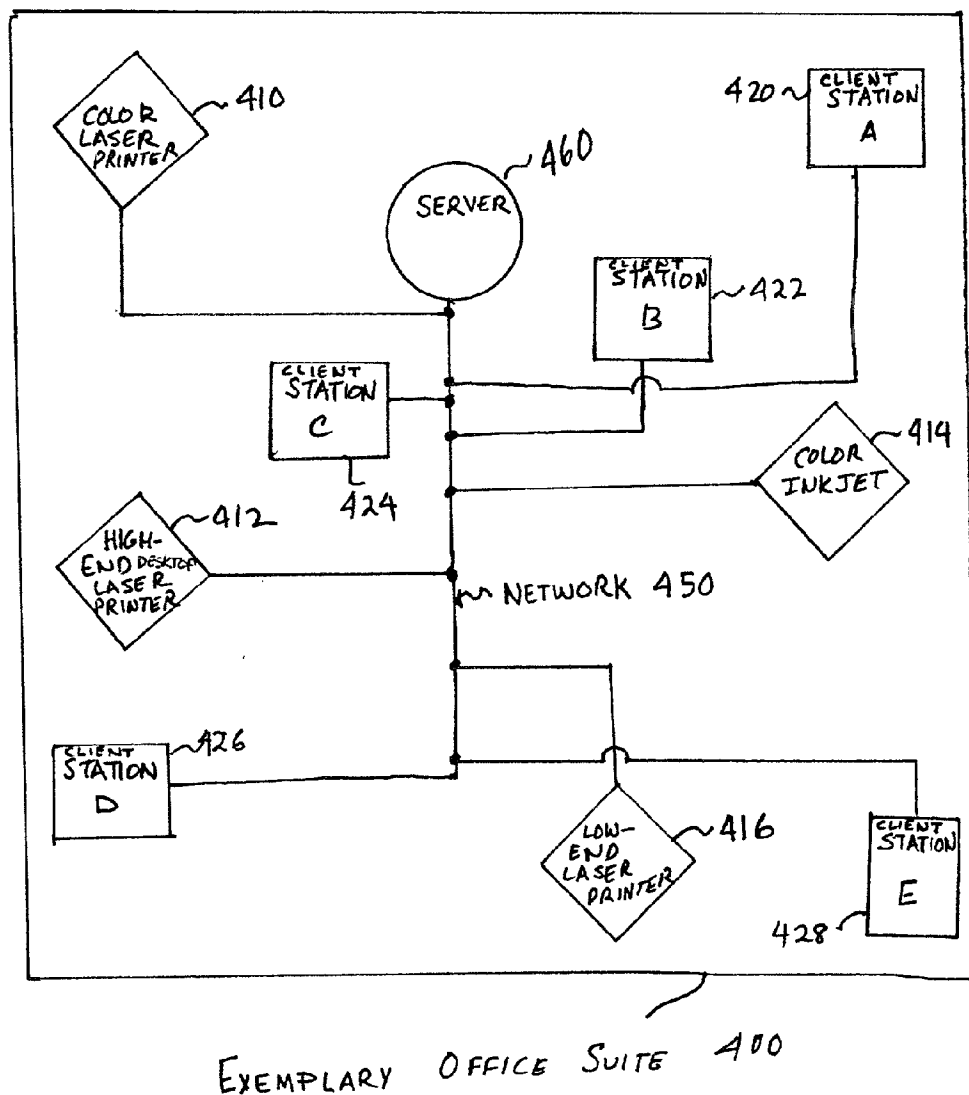 COLOR
LASER
PRINTER
410
SERVER
460
420
CLIENT
STATION
A
CLIENT
STATION
B
422
CLIENT
STATION
C
424
COLOR
INKJET
414
HIGH-
END DESKTOP
LASER
PRINTER
412
NETWORK 450
CLIENT
STATION
D
426
LOW-
END
LASER
PRINTER
416
CLIENT
STATION
E
428
EXEMPLARY OFFICE SUITE 400